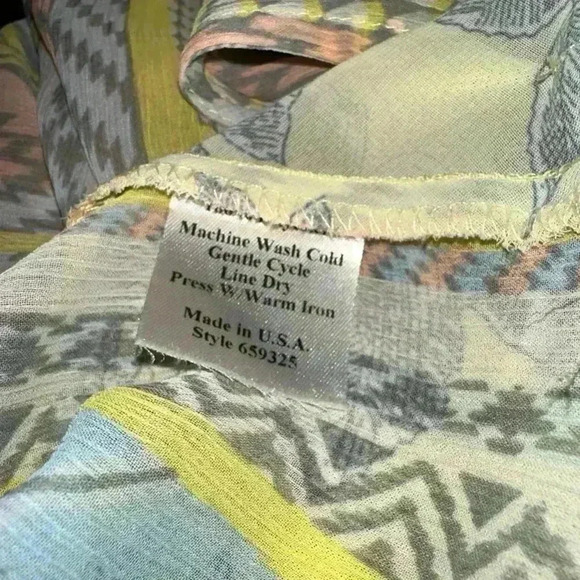 Machine Wash Cold
Gentle Cycle
Line Dry
Press W/Warm Iron
Made in U.S.A.
Style 659325